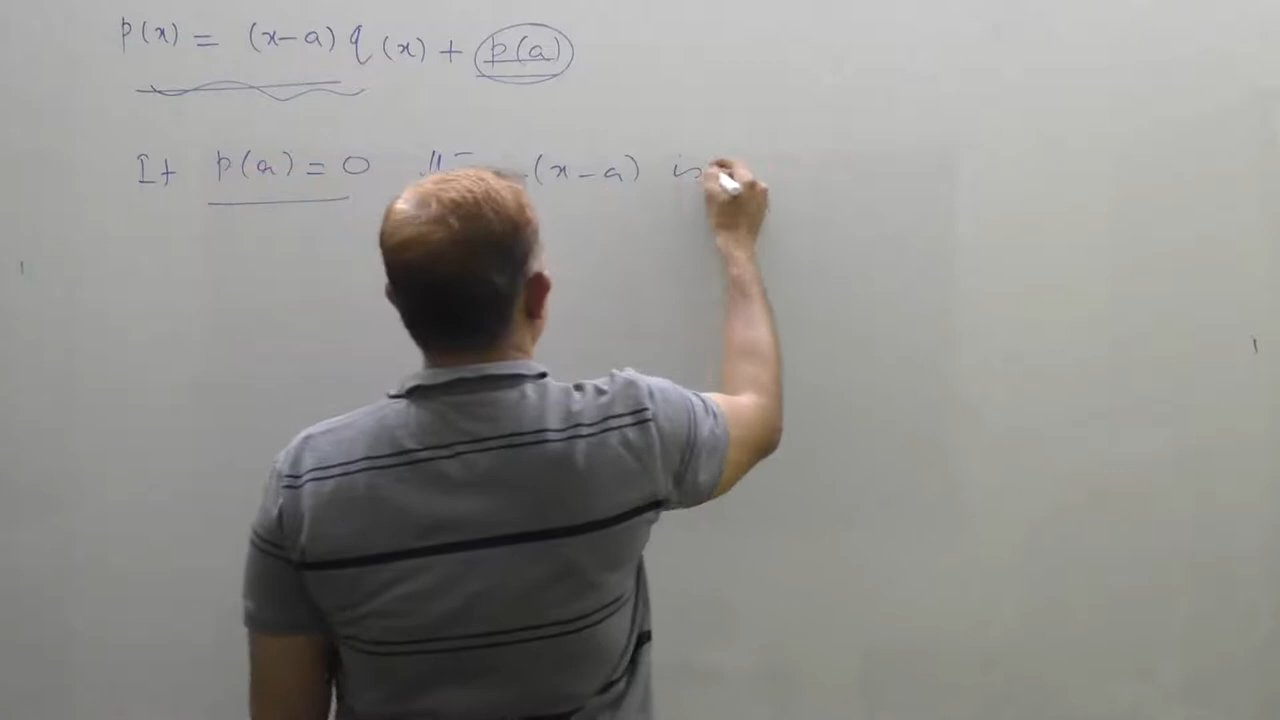 p(x) = (x-a) q(x) + p(a)
If p(a) = 0 (x-a) is